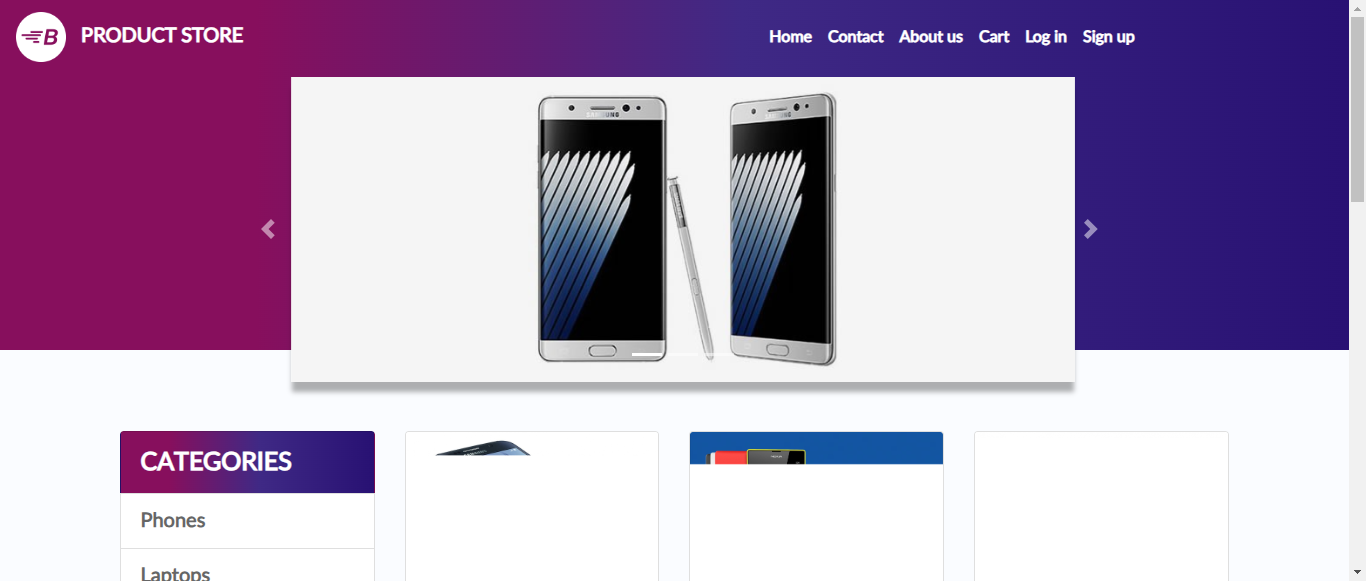 B PRODUCT STORE
Home Contact About us Cart Log in Sign up
SAMSUNG SAMSUNG
CATEGORIES
Phones
Laptops